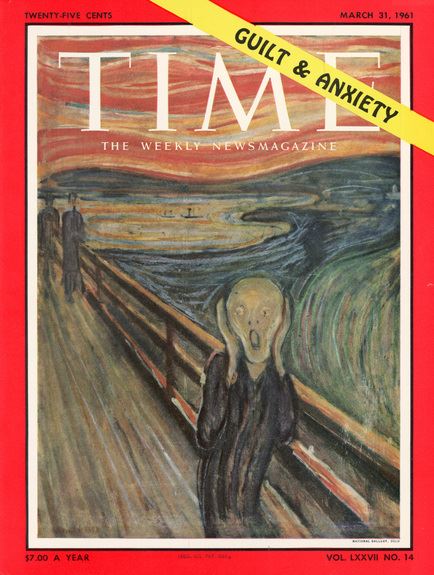 TWENTY-FIVE CENTS
MARCH 31, 1961
GUILT & ANXIETY
TIME
THE WEEKLY NEWSMAGAZINE
NATIONAL GALLERY, OSLO
$7.00 A YEAR
VOL. LXXVII NO. 14